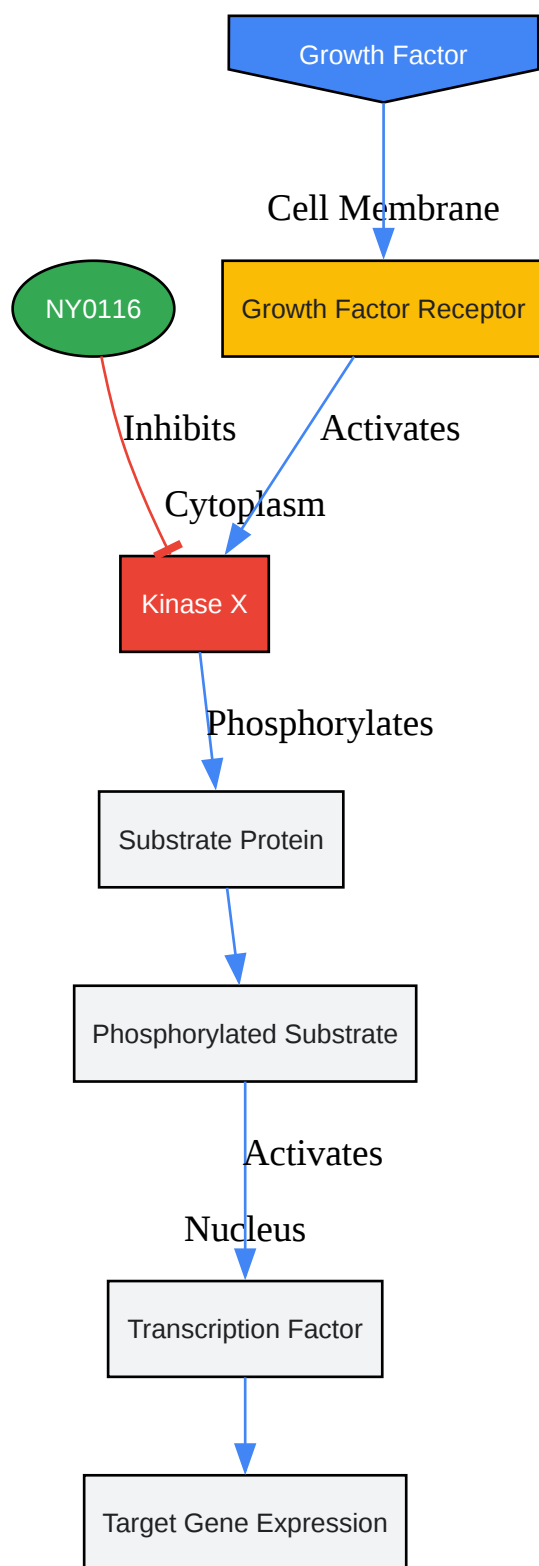 Growth Factor
Cell Membrane
NY0116
Growth Factor Receptor
Inhibits
Activates
Cytoplasm
Kinase X
Phosphorylates
Substrate Protein
Phosphorylated Substrate
Activates
Nucleus
Transcription Factor
Target Gene Expression